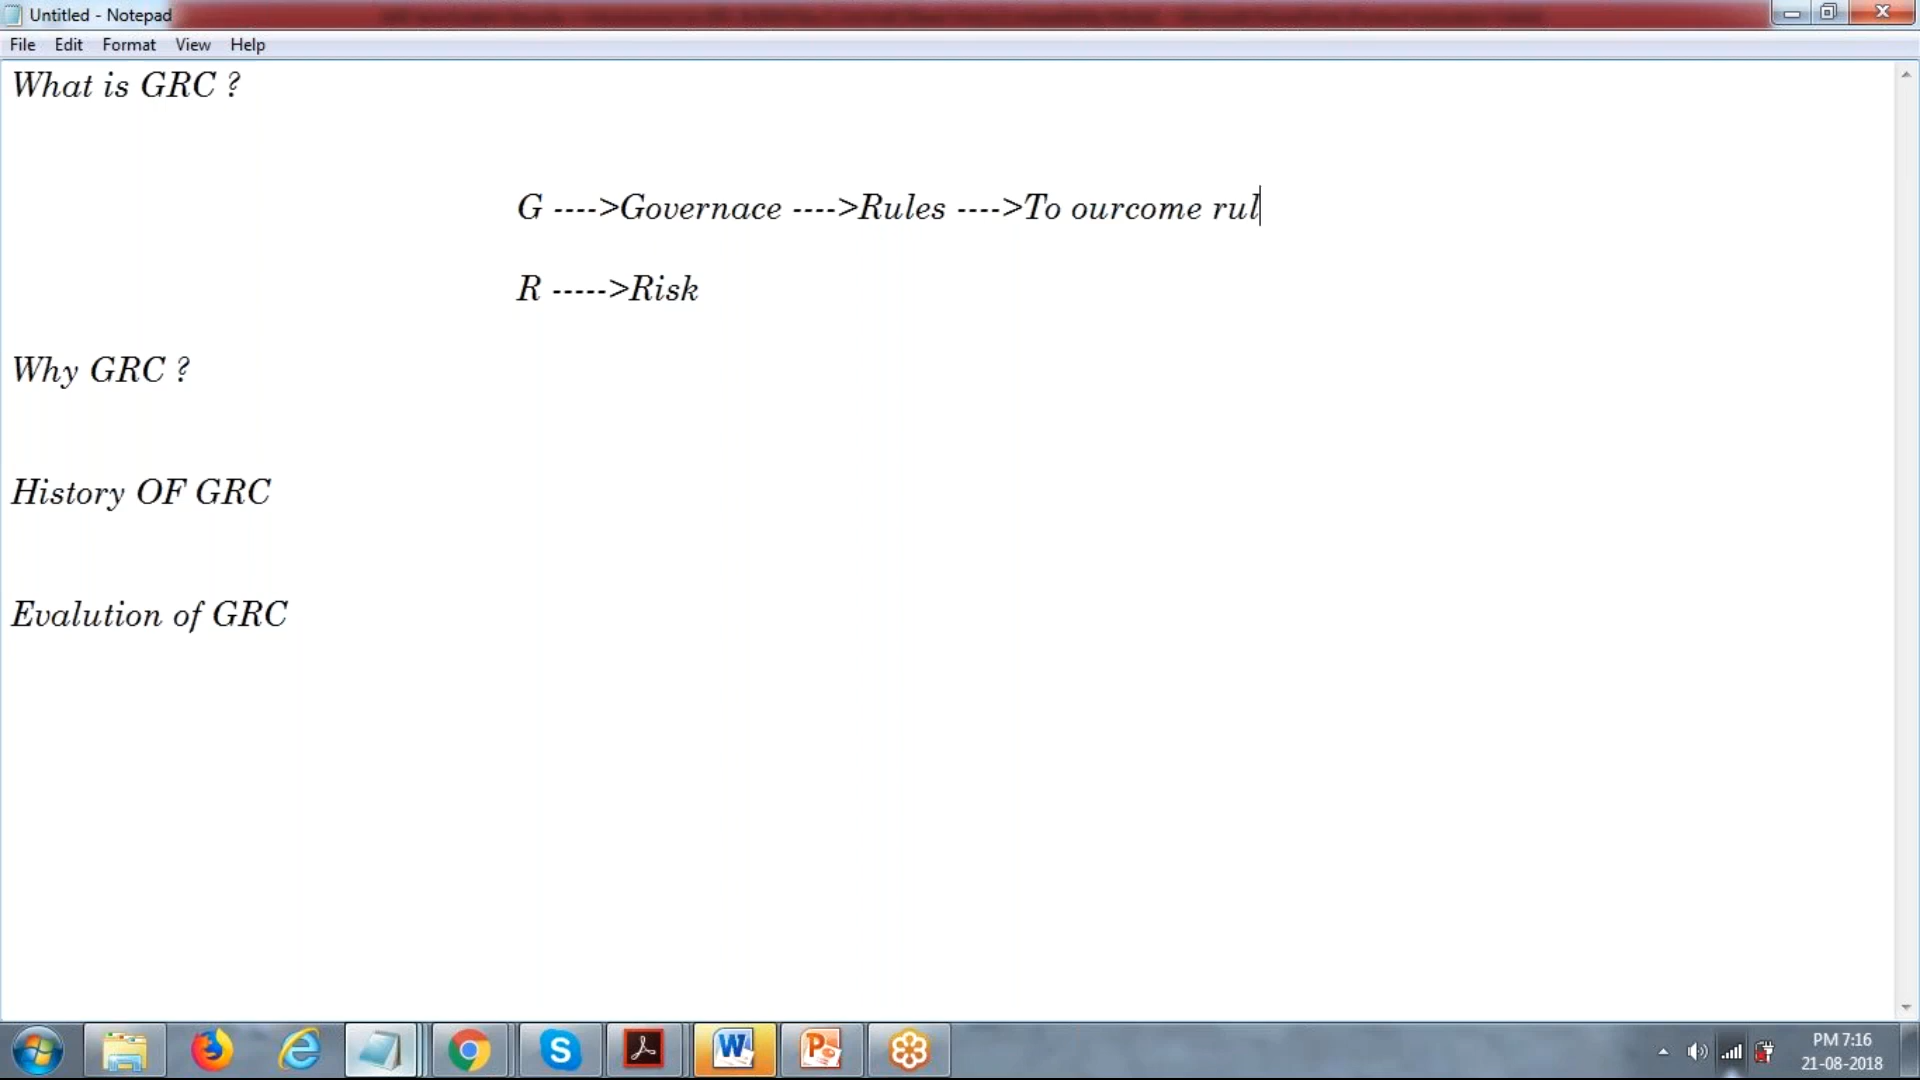 Untitled - Notepad
File Edit Format View Help
What is GRC ?
G ---->Governace ---->Rules ---->To ourcome rul
R ----->Risk
Why GRC ?
History OF GRC
Evalution of GRC
PM 7:16
21-08-2018